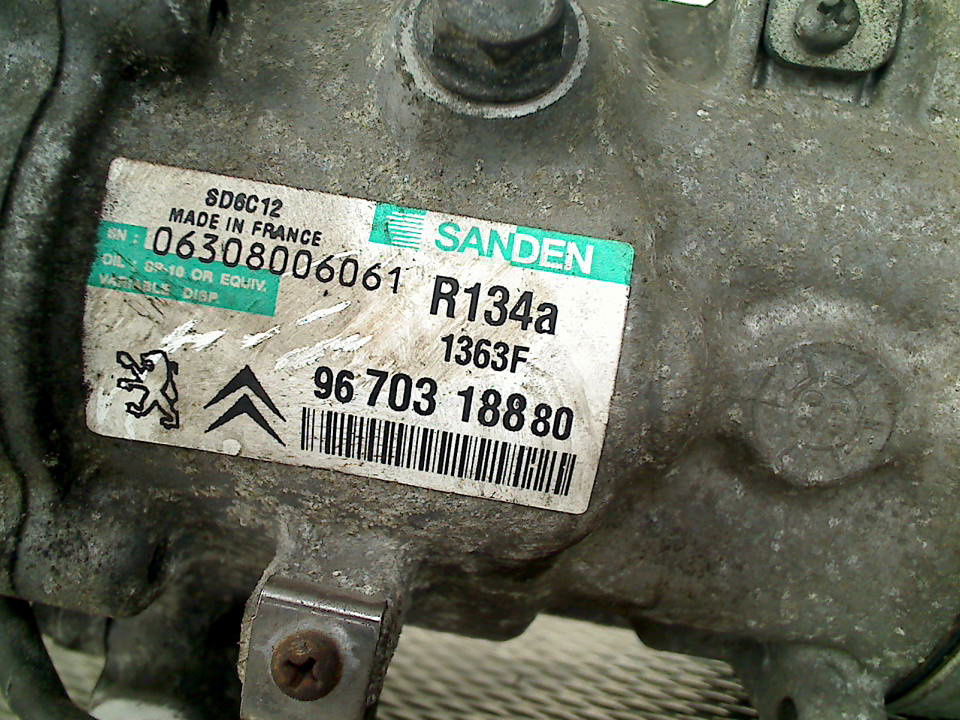 SD6C12
MADE IN FRANCE
SANDEN
SN : 06308006061
OIL : SP-10 OR EQUIV.
VARIABLE DISP.
R134a
1363F
96 703 188 80